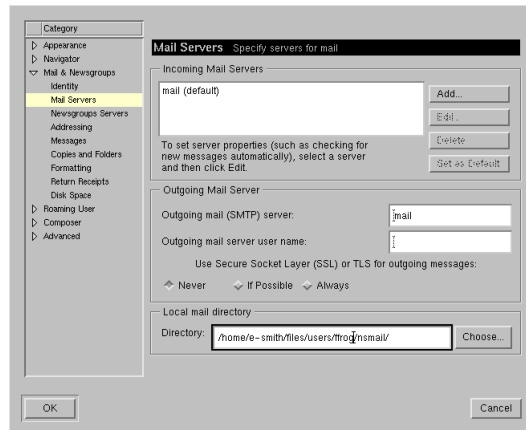 Category
Appearance
Navigator
Mail & Newsgroups
Identity
Mail Servers
Newsgroups Servers
Addressing
Messages
Copies and Folders
Formatting
Return Receipts
Disk Space
Roaming User
Composer
Advanced
Mail Servers Specify servers for mail
Incoming Mail Servers
mail (default)
Add...
Edit...
Delete
Set as Default
To set server properties (such as checking for
new messages automatically), select a server
and then click Edit.
Outgoing Mail Server
Outgoing mail (SMTP) server: mail
Outgoing mail server user name:
Use Secure Socket Layer (SSL) or TLS for outgoing messages:
Never If Possible Always
Local mail directory
Directory: /home/e-smith/files/users/ffrog/nsmail/ Choose...
OK Cancel